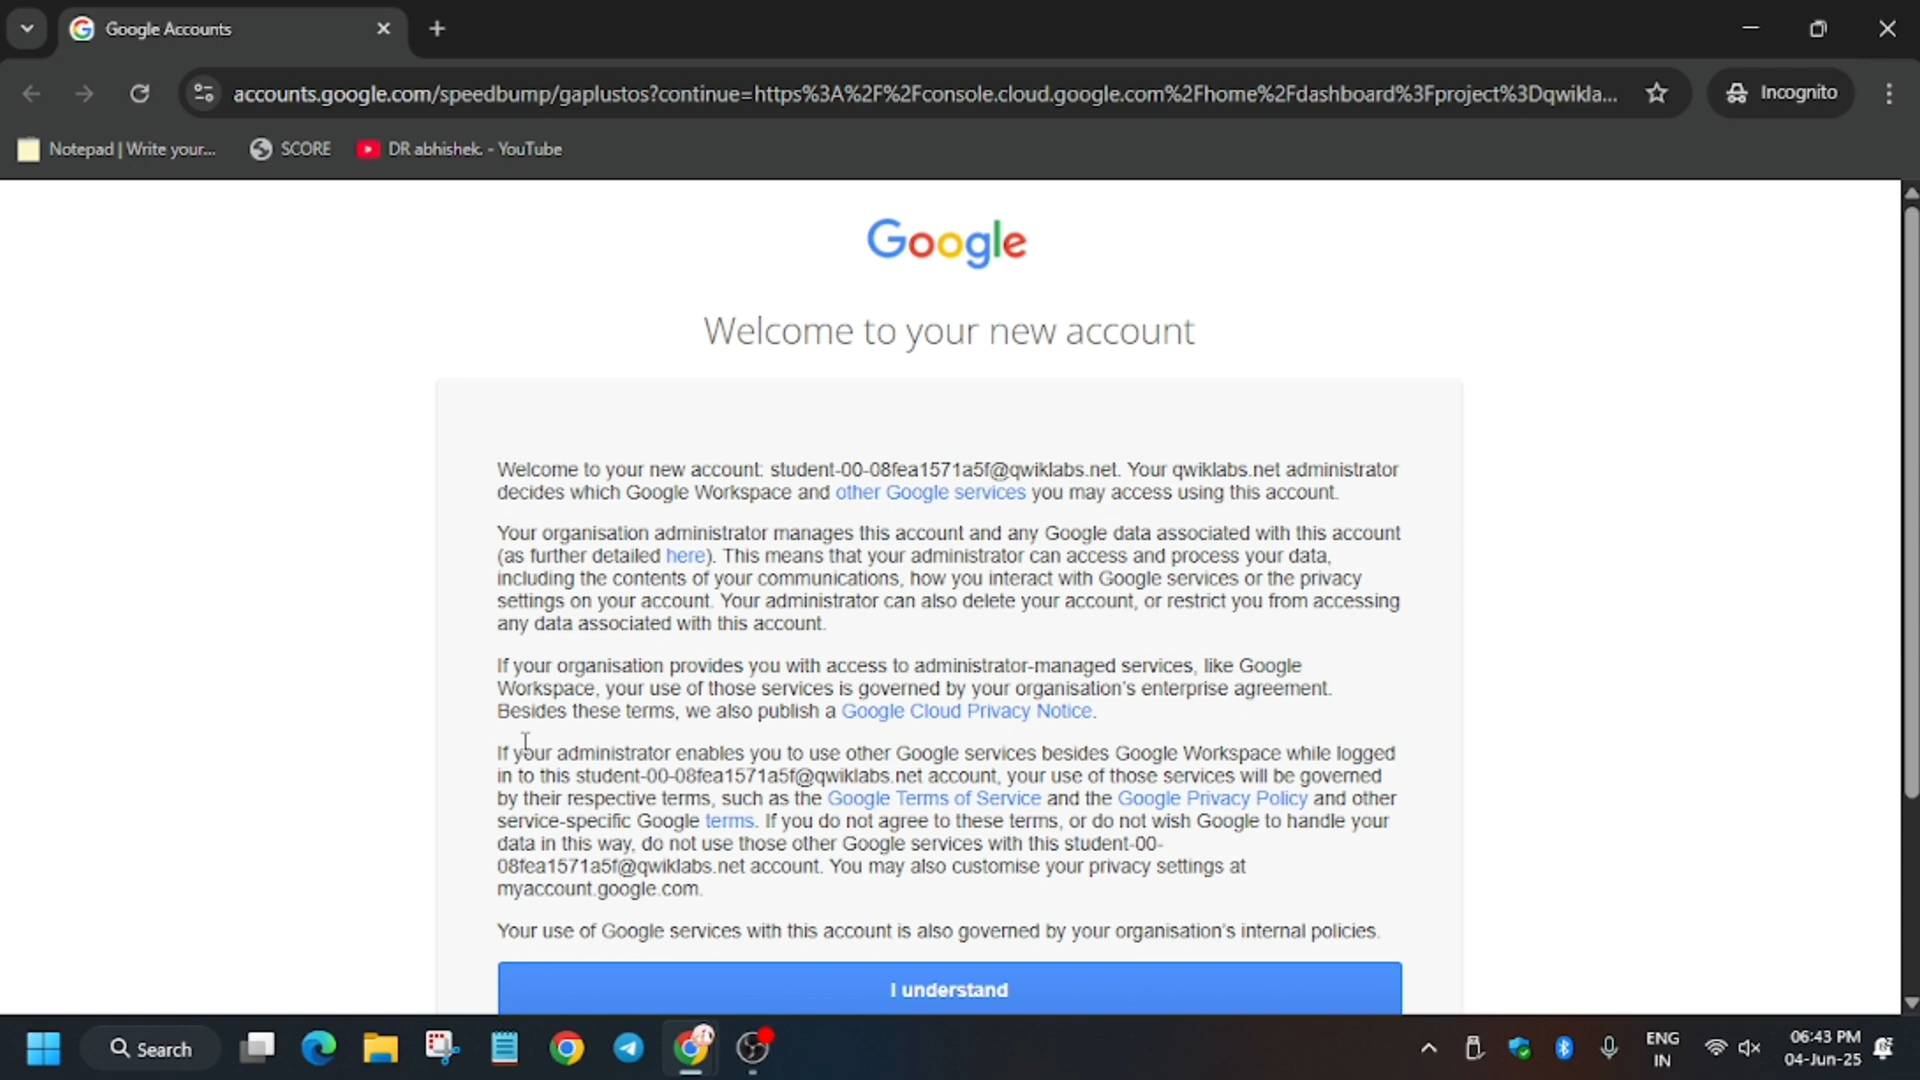 Google Accounts
accounts.google.com/speedbump/gaplustos?continue=https%3A%2F%2Fconsole.cloud.google.com%2Fhome%2Fdashboard%3Fproject%3Dqwikla...
Incognito
Notepad | Write your...
SCORE
DR abhishek. - YouTube
Google
Welcome to your new account
Welcome to your new account: student-00-08fea1571a5f@qwiklabs.net. Your qwiklabs.net administrator
decides which Google Workspace and other Google services you may access using this account.
Your organisation administrator manages this account and any Google data associated with this account
(as further detailed here). This means that your administrator can access and process your data,
including the contents of your communications, how you interact with Google services or the privacy
settings on your account. Your administrator can also delete your account, or restrict you from accessing
any data associated with this account.
If your organisation provides you with access to administrator-managed services, like Google
Workspace, your use of those services is governed by your organisation's enterprise agreement.
Besides these terms, we also publish a Google Cloud Privacy Notice.
If your administrator enables you to use other Google services besides Google Workspace while logged
in to this student-00-08fea1571a5f@qwiklabs.net account, your use of those services will be governed
by their respective terms, such as the Google Terms of Service and the Google Privacy Policy and other
service-specific Google terms. If you do not agree to these terms, or do not wish Google to handle your
data in this way, do not use those other Google services with this student-00-
08fea1571a5f@qwiklabs.net account. You may also customise your privacy settings at
myaccount.google.com.
Your use of Google services with this account is also governed by your organisation's internal policies.
I understand
Search
ENG
IN
06:43 PM
04-Jun-25